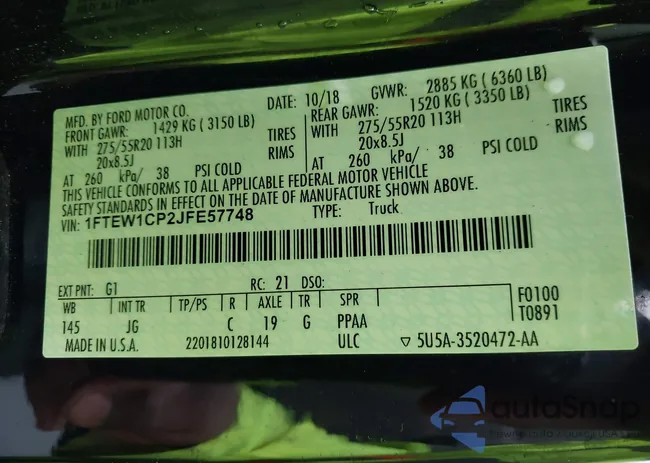 MFD. BY FORD MOTOR CO.
DATE: 10/18 GVWR: 2885 KG ( 6360 LB)
FRONT GAWR: 1429 KG ( 3150 LB) REAR GAWR: 1520 KG ( 3350 LB)
WITH 275/55R20 113H TIRES WITH 275/55R20 113H TIRES
20x8.5J RIMS 20x8.5J RIMS
AT 260 kPa/ 38 PSI COLD AT 260 kPa/ 38 PSI COLD
THIS VEHICLE CONFORMS TO ALL APPLICABLE FEDERAL MOTOR VEHICLE
SAFETY STANDARDS IN EFFECT ON THE DATE OF MANUFACTURE SHOWN ABOVE.
VIN: 1FTEW1CP2JFE57748 TYPE: Truck
EXT PNT: G1 RC: 21 DSO:
WB INT TR TP/PS R AXLE TR SPR F0100
145 JG C 19 G PPAA T0891
MADE IN U.S.A. 2201810128144 ULC ▽ 5U5A-3520472-AA
autoSnap